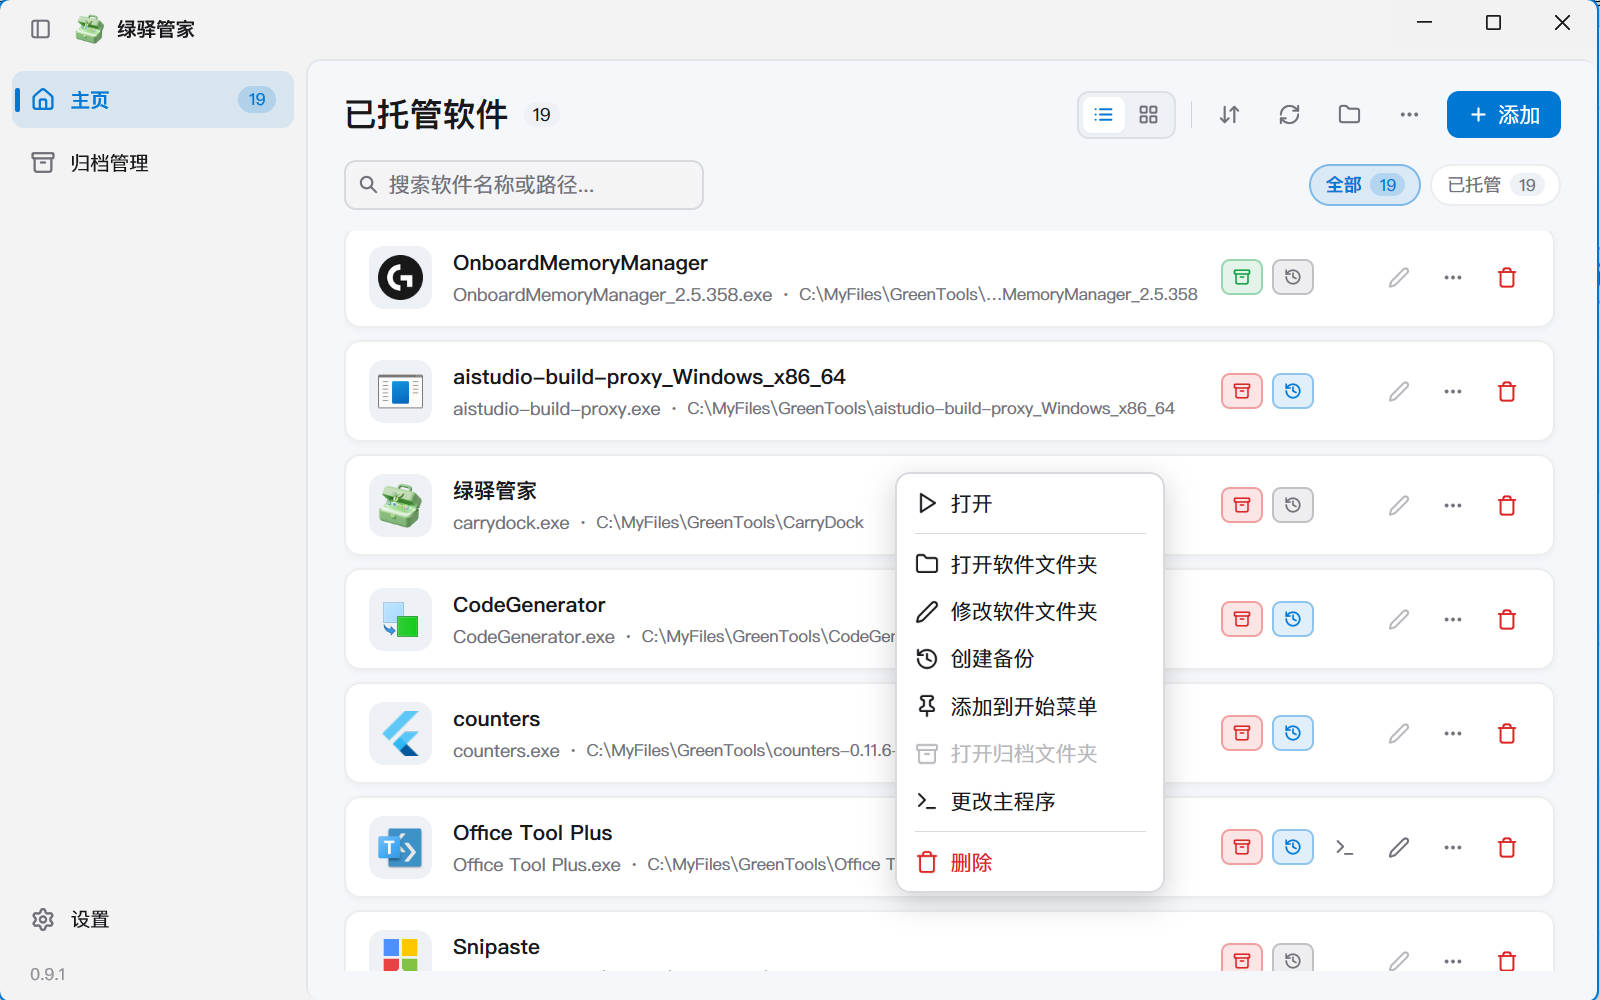 绿驿管家
主页 19
归档管理
设置
0.9.1
已托管软件 19
添加
搜索软件名称或路径...
全部 19
已托管 19
OnboardMemoryManager
OnboardMemoryManager_2.5.358.exe · C:\MyFiles\GreenTools\...MemoryManager_2.5.358
aistudio-build-proxy_Windows_x86_64
aistudio-build-proxy.exe · C:\MyFiles\GreenTools\aistudio-build-proxy_Windows_x86_64
绿驿管家
carrydock.exe · C:\MyFiles\GreenTools\CarryDock
CodeGenerator
CodeGenerator.exe · C:\MyFiles\GreenTools\CodeGer
counters
counters.exe · C:\MyFiles\GreenTools\counters-0.11.6-
Office Tool Plus
Office Tool Plus.exe · C:\MyFiles\GreenTools\Office T
Snipaste
打开
打开软件文件夹
修改软件文件夹
创建备份
添加到开始菜单
打开归档文件夹
更改主程序
删除